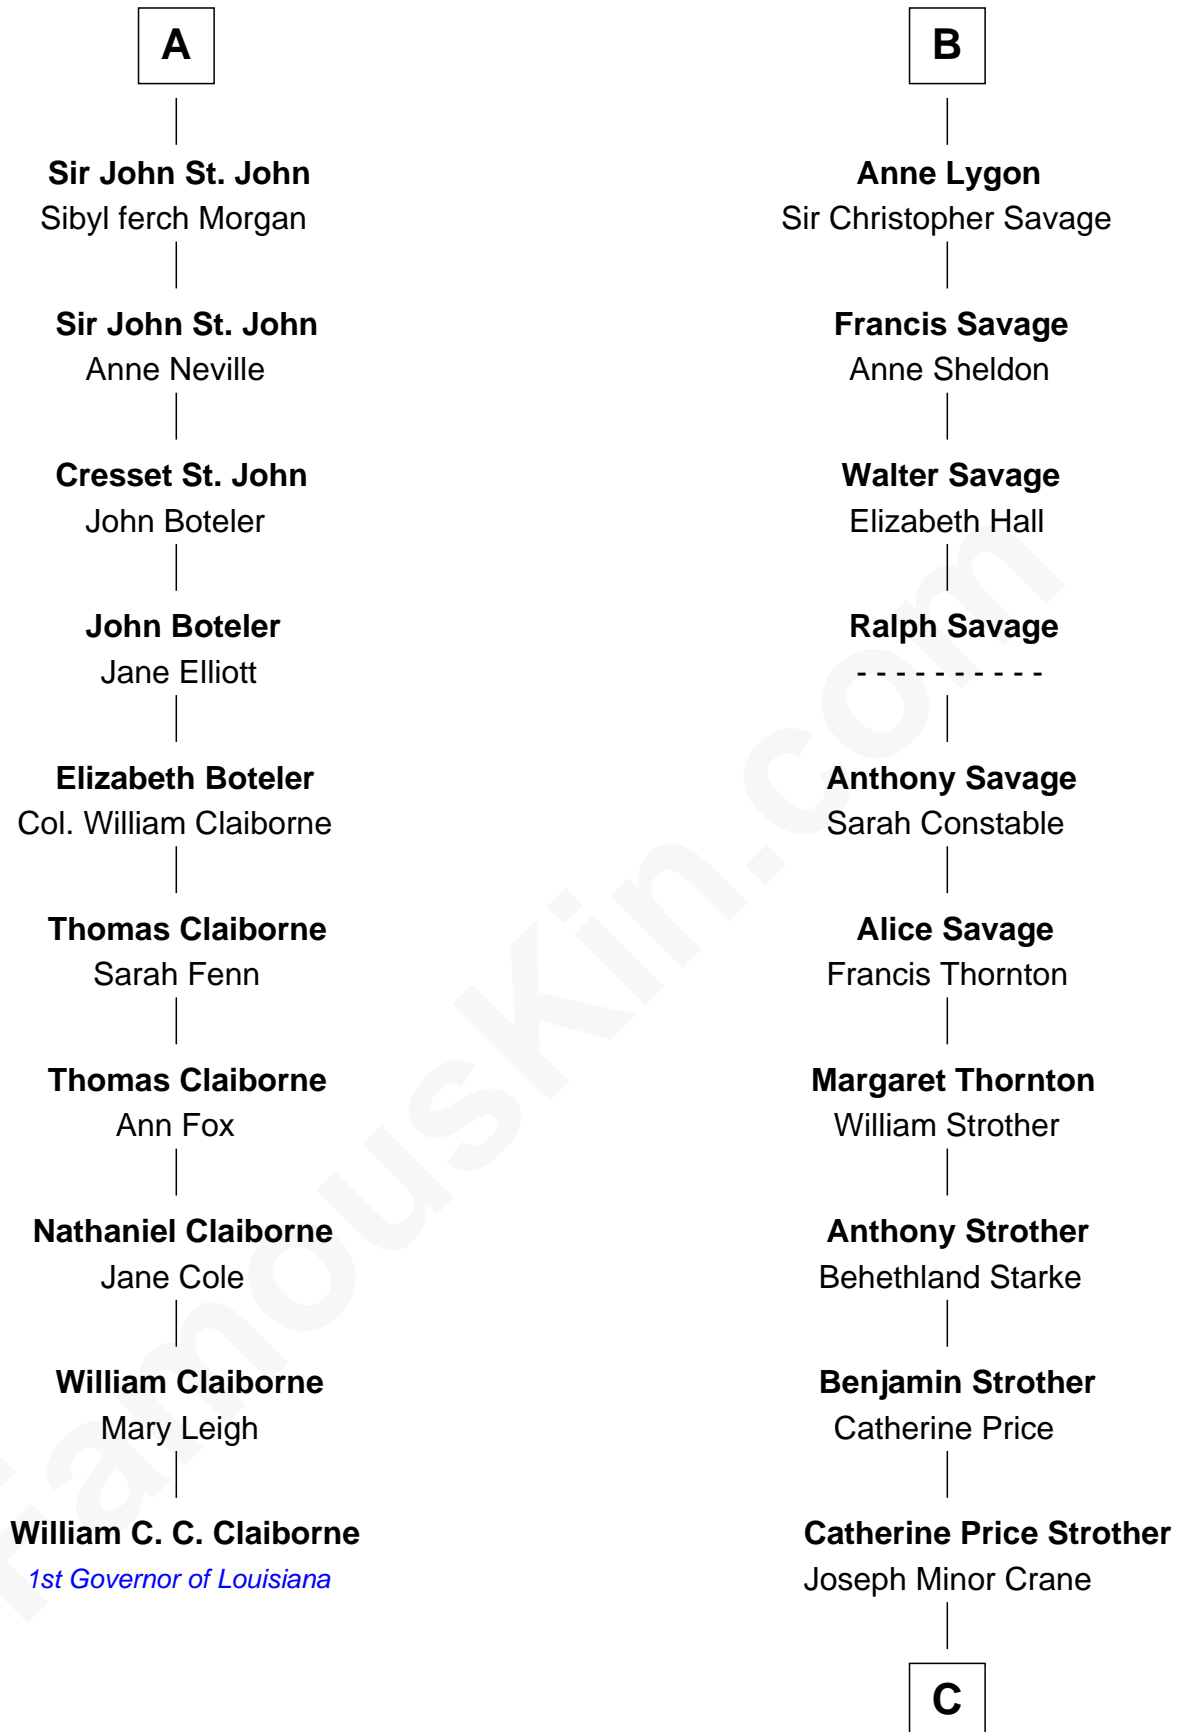 A
Sir John St. John
Sibyl ferch Morgan
Sir John St. John
Anne Neville
Cresset St. John
John Boteler
John Boteler
Jane Elliott
Elizabeth Boteler
Col. William Claiborne
Thomas Claiborne
Sarah Fenn
Thomas Claiborne
Ann Fox
Nathaniel Claiborne
Jane Cole
William Claiborne
Mary Leigh
William C. C. Claiborne
1st Governor of Louisiana
B
Anne Lygon
Sir Christopher Savage
Francis Savage
Anne Sheldon
Walter Savage
Elizabeth Hall
Ralph Savage
- - - - - - - - - -
Anthony Savage
Sarah Constable
Alice Savage
Francis Thornton
Margaret Thornton
William Strother
Anthony Strother
Behethland Starke
Benjamin Strother
Catherine Price
Catherine Price Strother
Joseph Minor Crane
C
FamousKin.com